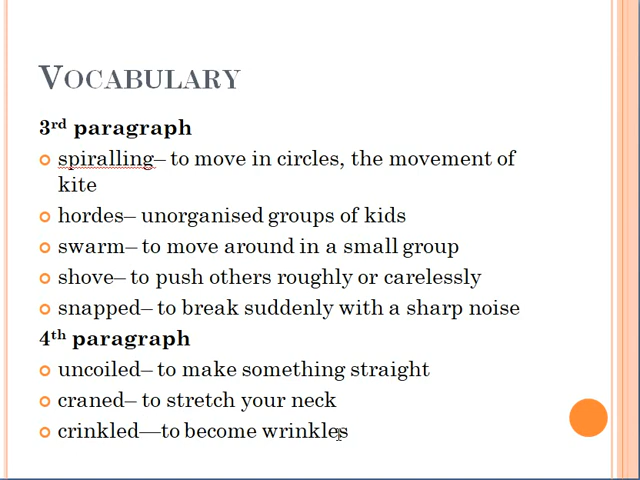 VOCABULARY
3rd paragraph
spiralling– to move in circles, the movement of
kite
hordes– unorganised groups of kids
swarm– to move around in a small group
shove– to push others roughly or carelessly
snapped– to break suddenly with a sharp noise
4th paragraph
uncoiled– to make something straight
craned– to stretch your neck
crinkled—to become wrinkles